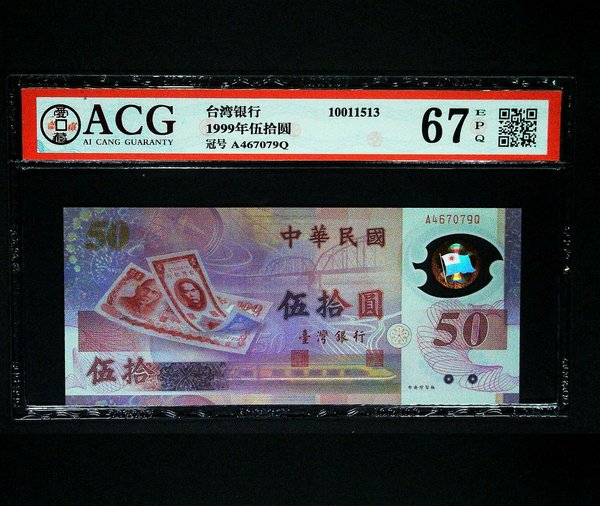 ACG
AI CANG GUARANTY
台湾银行 10011513
1999年伍拾圆
冠号 A467079Q
67 EPQ
50
中華民國
A467079Q
伍拾圓
臺灣銀行
50
50
伍拾